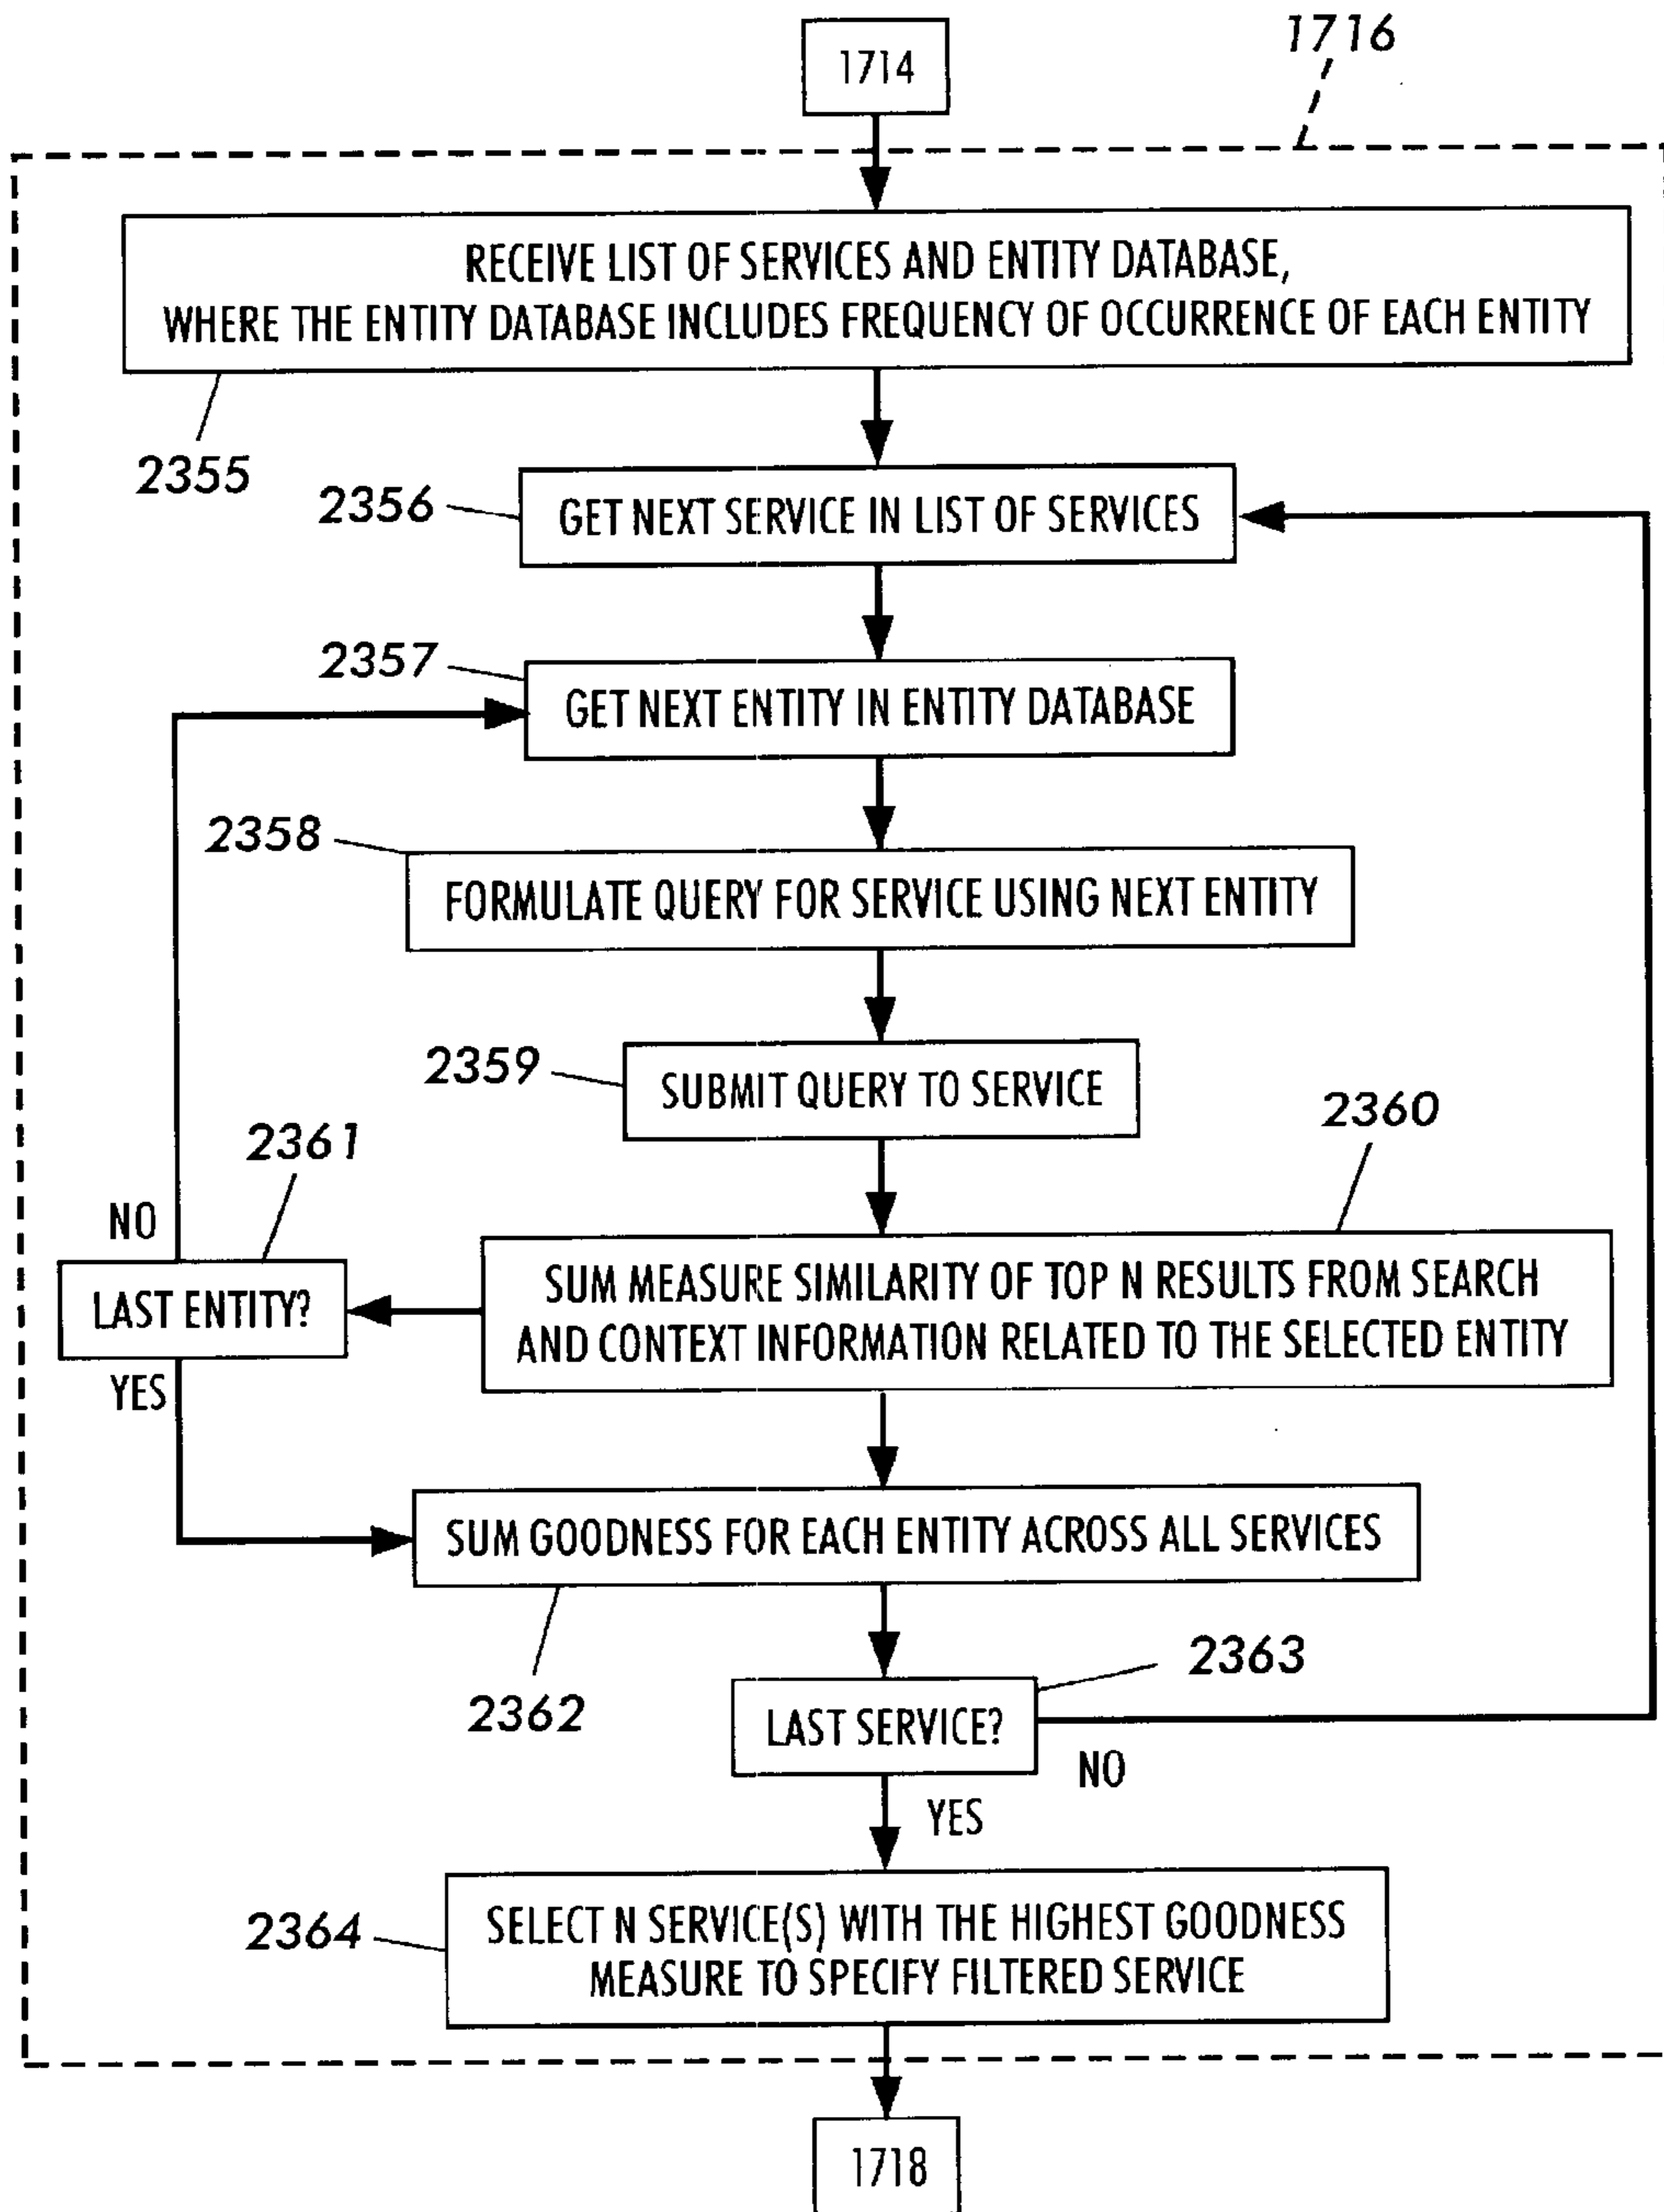 1714
1716
RECEIVE LIST OF SERVICES AND ENTITY DATABASE,
WHERE THE ENTITY DATABASE INCLUDES FREQUENCY OF OCCURRENCE OF EACH ENTITY
2355
2356
GET NEXT SERVICE IN LIST OF SERVICES
2357
GET NEXT ENTITY IN ENTITY DATABASE
2358
FORMULATE QUERY FOR SERVICE USING NEXT ENTITY
2359
SUBMIT QUERY TO SERVICE
2360
2361
NO
LAST ENTITY?
YES
SUM MEASURE SIMILARITY OF TOP N RESULTS FROM SEARCH
AND CONTEXT INFORMATION RELATED TO THE SELECTED ENTITY
SUM GOODNESS FOR EACH ENTITY ACROSS ALL SERVICES
2362
2363
LAST SERVICE?
NO
YES
2364
SELECT N SERVICE(S) WITH THE HIGHEST GOODNESS
MEASURE TO SPECIFY FILTERED SERVICE
1718